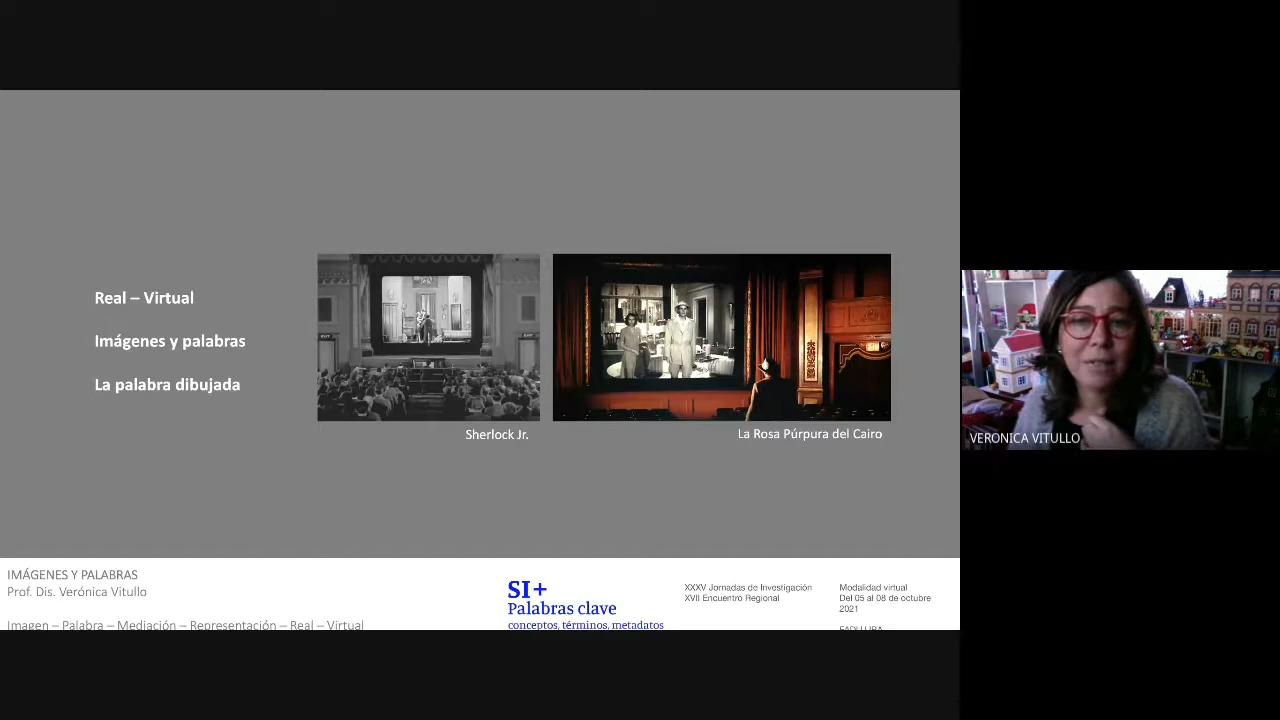 Real – Virtual
Imágenes y palabras
La palabra dibujada
Sherlock Jr.
La Rosa Púrpura del Cairo
VERONICA VITULLO
IMÁGENES Y PALABRAS
Prof. Dis. Verónica Vitullo
Imagen – Palabra – Mediación – Representación – Real – Virtual
SI+
Palabras clave
conceptos, términos, metadatos
XXXV Jornadas de Investigación
XVII Encuentro Regional
Modalidad virtual
Del 05 al 08 de octubre
2021